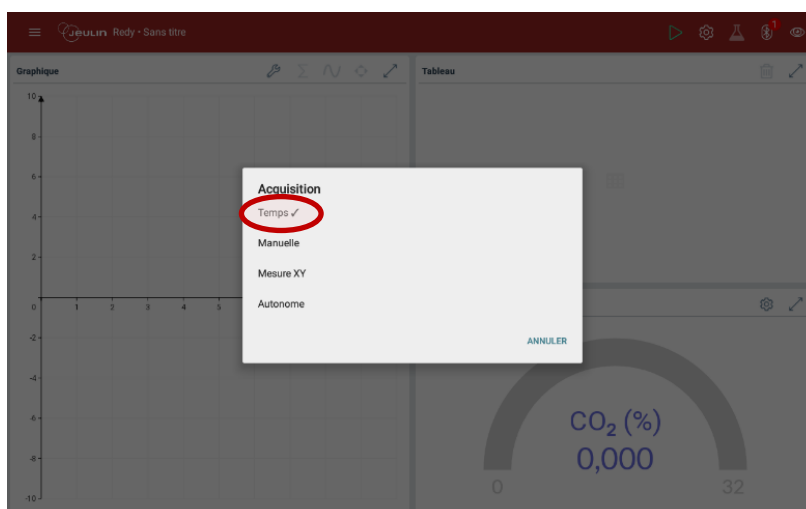 Jeulin Redy - Sans titre
1
Graphique
Tableau
10
8
6
4
2
0
1
2
3
4
5
-2
-4
-6
-8
-10
Acquisition
Temps ✓
Manuelle
Mesure XY
Autonome
ANNULER
CO₂ (%)
0,000
0
32